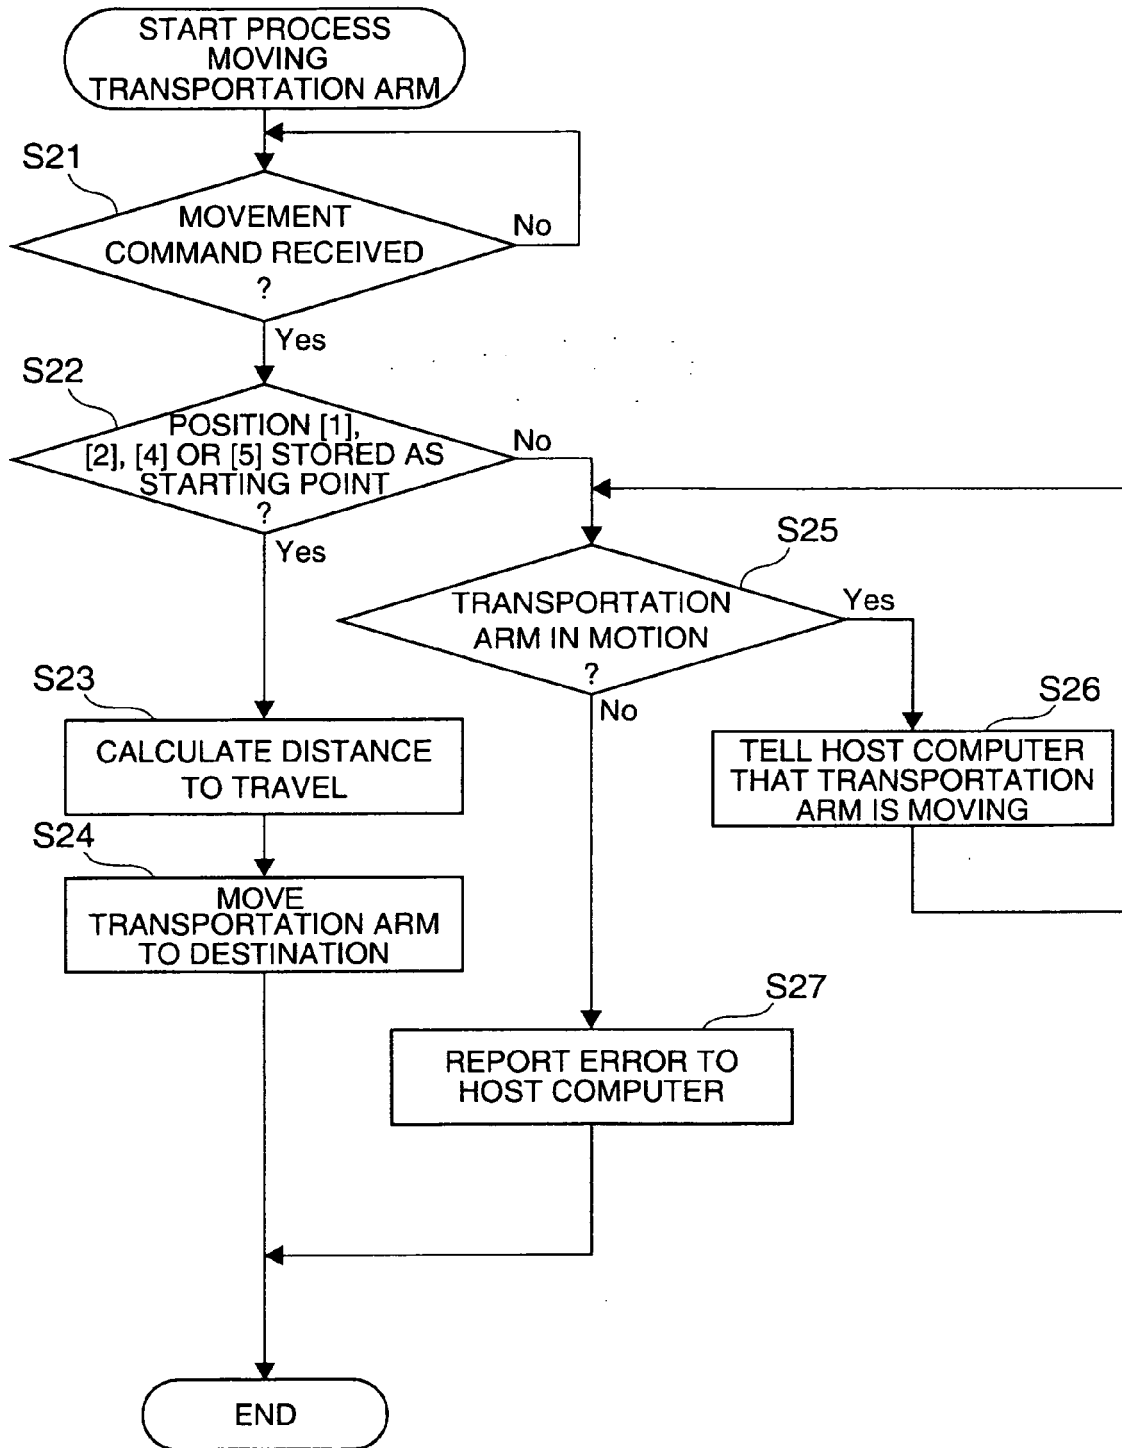 START PROCESS
MOVING
TRANSPORTATION ARM
S21
MOVEMENT
COMMAND RECEIVED
?
No
Yes
S22
POSITION [1],
[2], [4] OR [5] STORED AS
STARTING POINT
?
No
Yes
S25
TRANSPORTATION
ARM IN MOTION
?
Yes
No
S23
CALCULATE DISTANCE
TO TRAVEL
S26
TELL HOST COMPUTER
THAT TRANSPORTATION
ARM IS MOVING
S24
MOVE
TRANSPORTATION ARM
TO DESTINATION
S27
REPORT ERROR TO
HOST COMPUTER
END